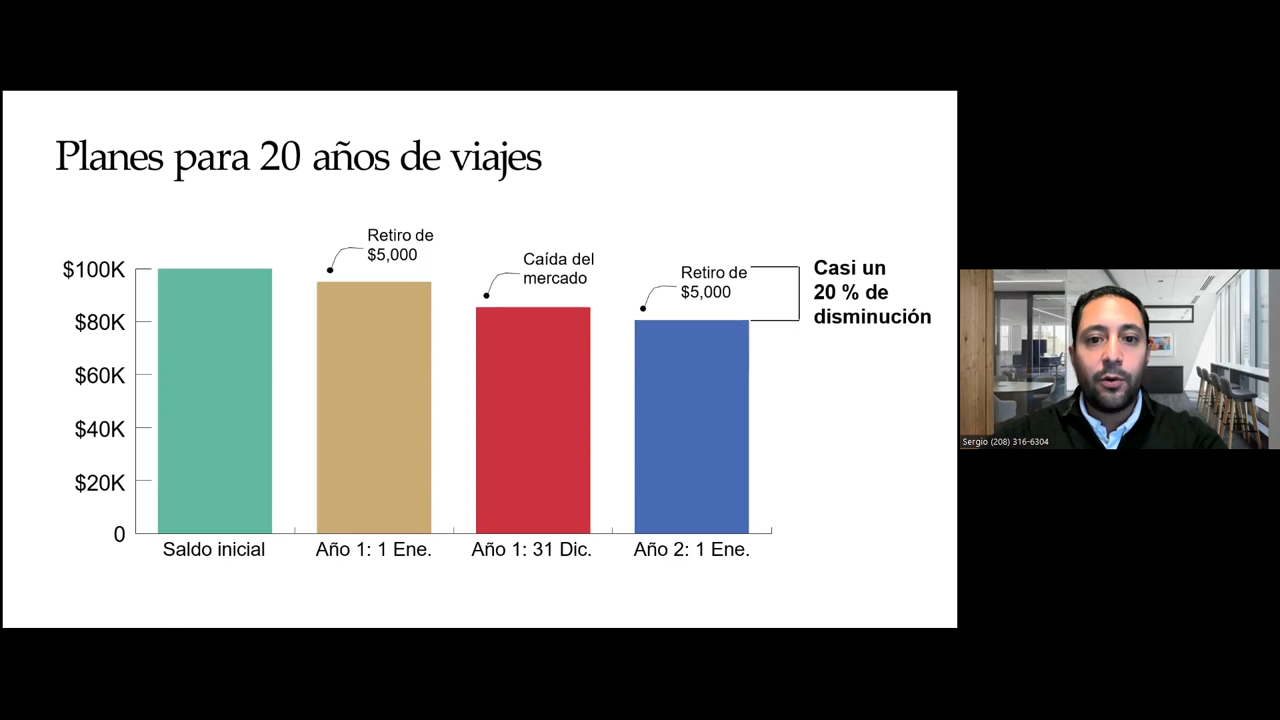 Planes para 20 años de viajes
Retiro de
$5,000
Caída del
mercado
Retiro de
$5,000
Casi un
20 % de
disminución
$100K
$80K
$60K
$40K
$20K
0
Saldo inicial
Año 1: 1 Ene.
Año 1: 31 Dic.
Año 2: 1 Ene.
Sergio (208) 316-6304